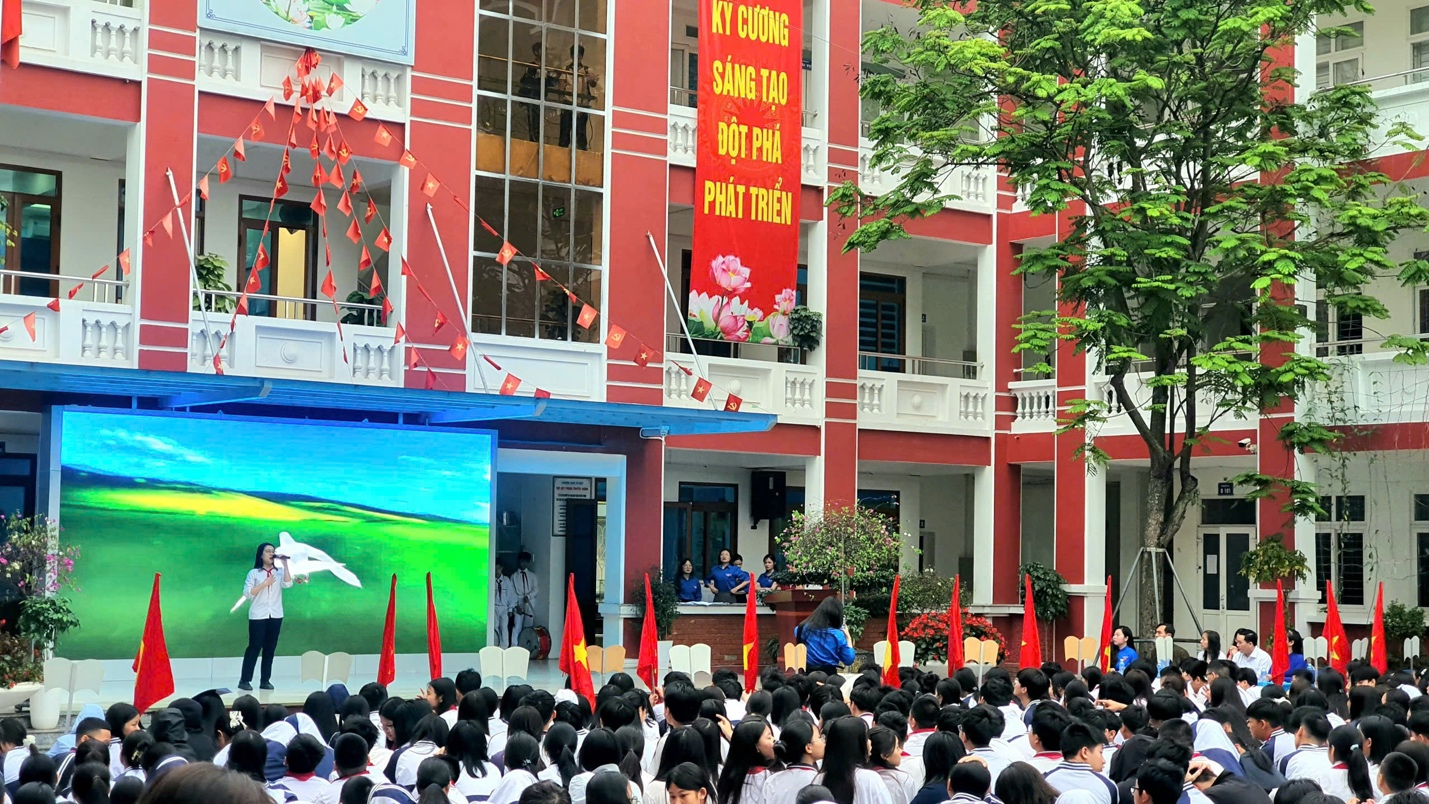 KỶ CƯƠNG
SÁNG TẠO
ĐỘT PHÁ
PHÁT TRIỂN